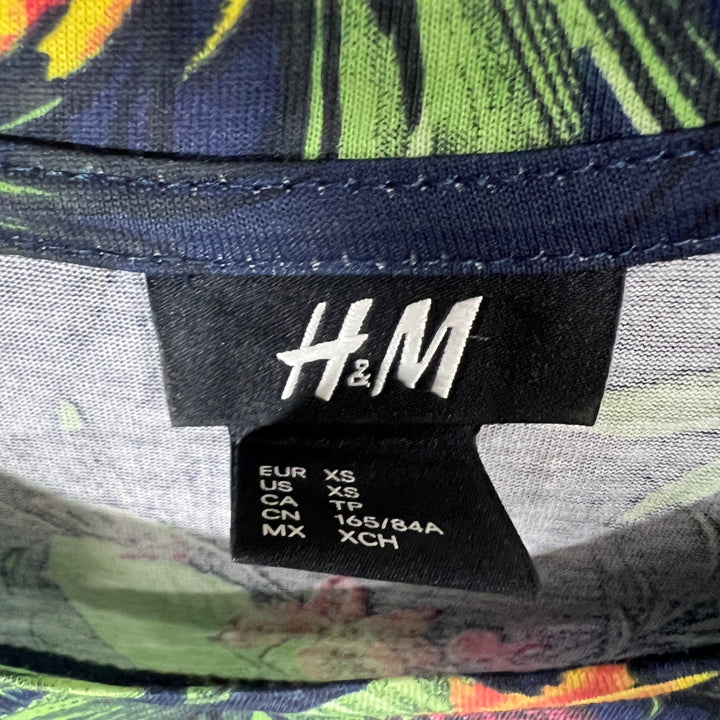 H&M
EUR XS
US XS
CA TP
CN 165/84A
MX XCH